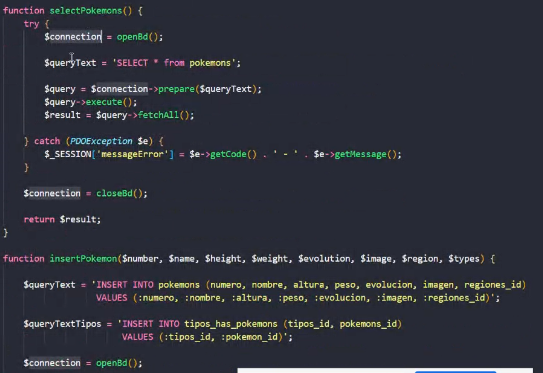 function selectPokemons() {
try {
$connection = openBd();
$queryText = 'SELECT * from pokemons';
$query = $connection->prepare($queryText);
$query->execute();
$result = $query->fetchAll();
} catch (PDOException $e) {
$_SESSION['messageError'] = $e->getCode() . ' - ' . $e->getMessage();
}
$connection = closeBd();
return $result;
}
function insertPokemon($number, $name, $height, $weight, $evolution, $image, $region, $types) {
$queryText = 'INSERT INTO pokemons (numero, nombre, altura, peso, evolucion, imagen, regiones_id)
VALUES (:numero, :nombre, :altura, :peso, :evolucion, :imagen, :regiones_id)';
$queryTextTipos = 'INSERT INTO tipos_has_pokemons (tipos_id, pokemons_id)
VALUES (:tipos_id, :pokemon_id)';
$connection = openBd();